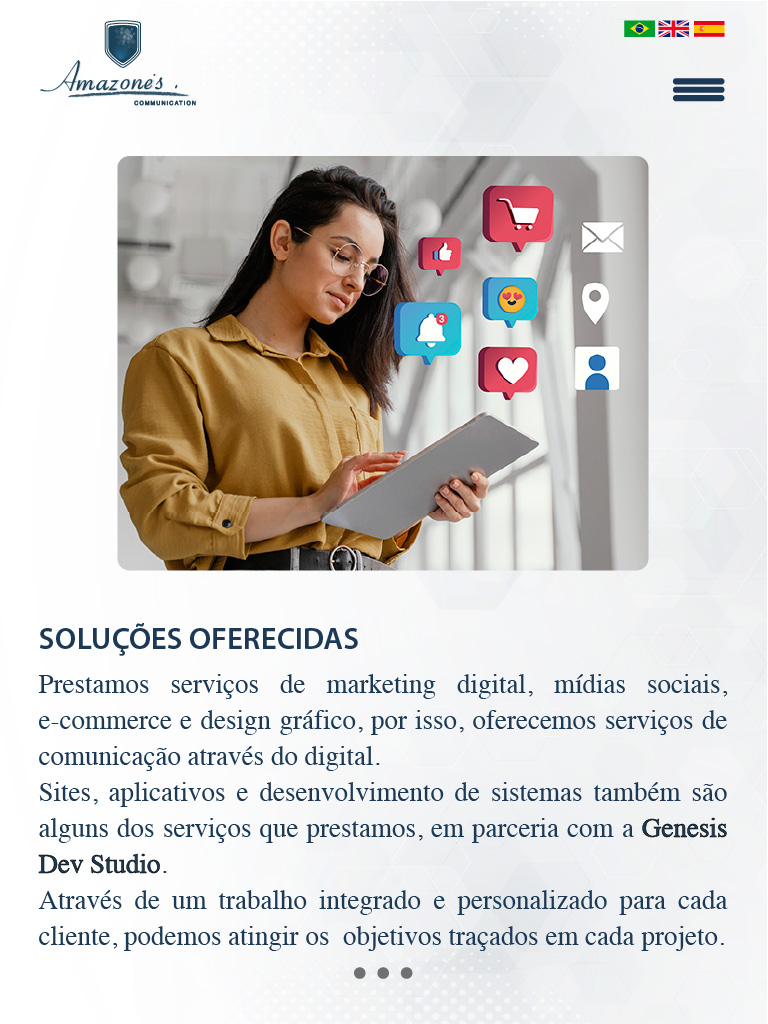 Amazone's.
COMMUNICATION
3
SOLUÇÕES OFERECIDAS
Prestamos serviços de marketing digital, mídias sociais,
e-commerce e design gráfico, por isso, oferecemos serviços de
comunicação através do digital.
Sites, aplicativos e desenvolvimento de sistemas também são
alguns dos serviços que prestamos, em parceria com a Genesis
Dev Studio.
Através de um trabalho integrado e personalizado para cada
cliente, podemos atingir os objetivos traçados em cada projeto.